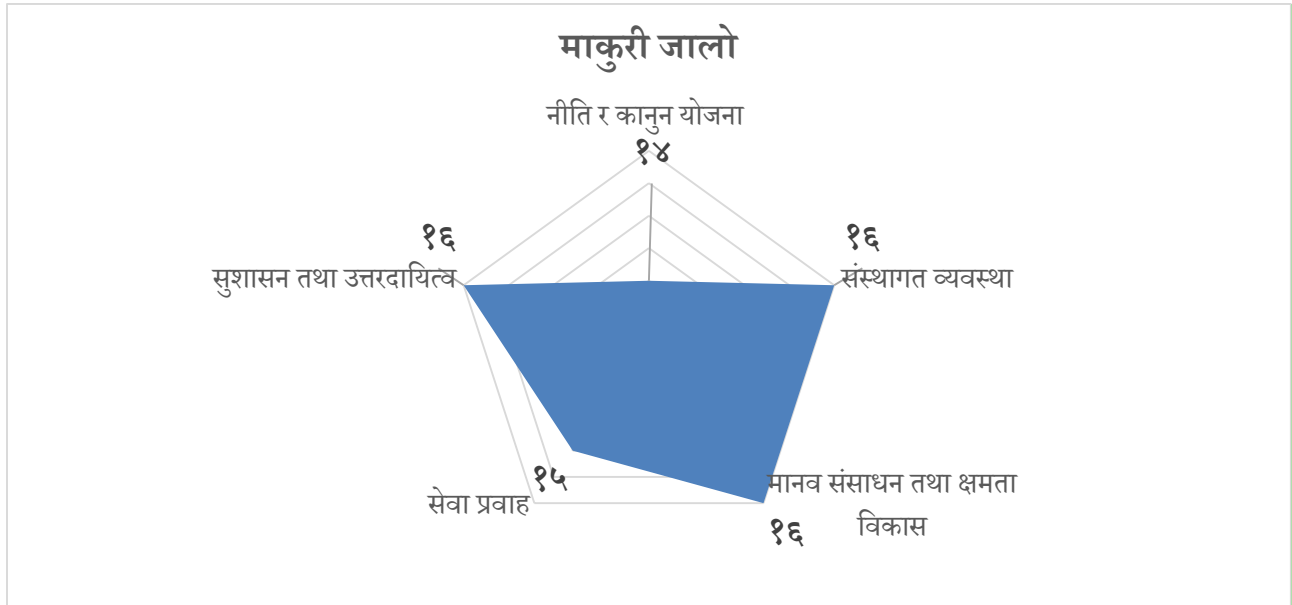 माकुरी जालो
नीति र कानुन योजना
१४
१६
संस्थागत व्यवस्था
मानव संसाधन तथा क्षमता
विकास
१६
१५
सेवा प्रवाह
१६
सुशासन तथा उत्तरदायित्व